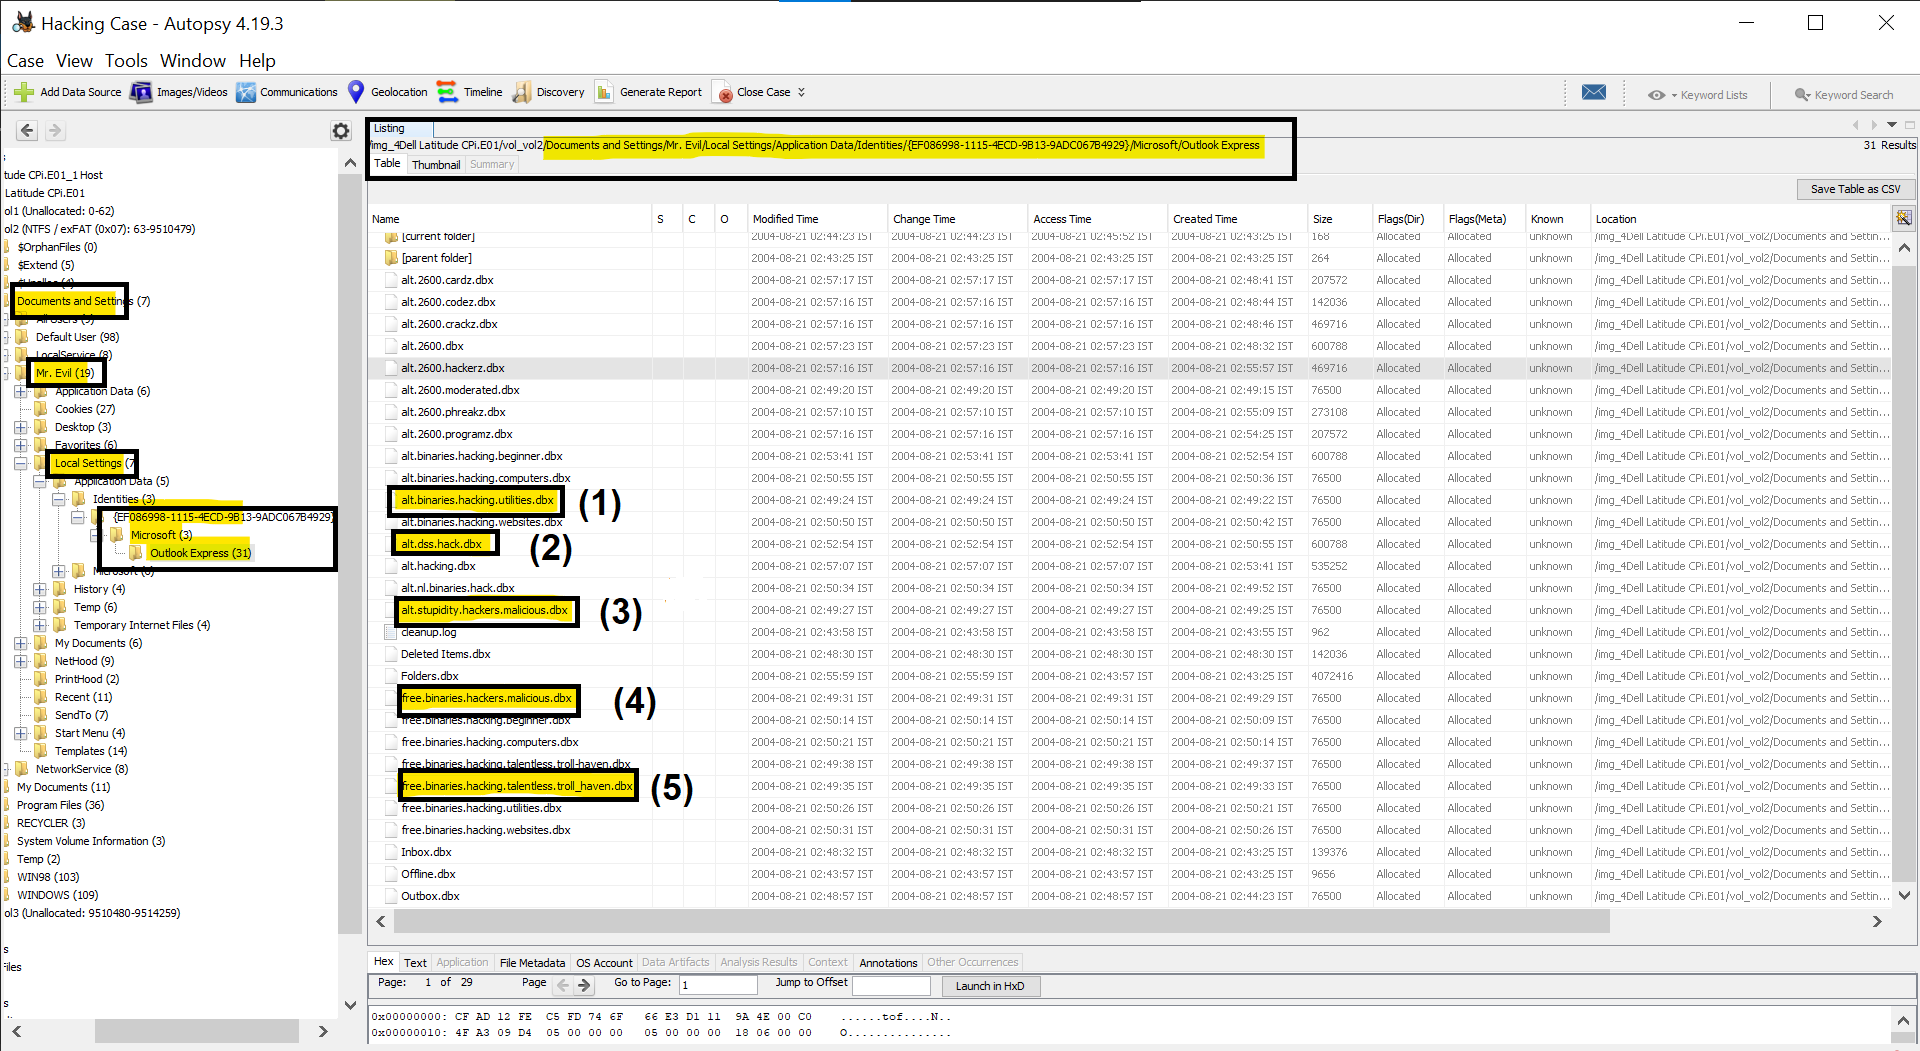 Hacking Case - Autopsy 4.19.3
Case View Tools Window Help
Add Data Source Images/Videos Communications Geolocation Timeline Discovery Generate Report Close Case Keyword Lists Keyword Search
tude CPi.E01_1 Host
Latitude CPi.E01
ol1 (Unallocated: 0-62)
ol2 (NTFS / exFAT (0x07): 63-9510479)
$OrphanFiles (0)
$Extend (5)
Documents and Settings (7)
All Users (9)
Default User (98)
LocalService (8)
Mr. Evil (19)
Application Data (6)
Cookies (27)
Desktop (3)
Favorites (6)
Local Settings (7
Application Data (5)
Identities (3)
{EF086998-1115-4ECD-9B13-9ADC067B4929}
Microsoft (3)
Outlook Express (31)
History (4)
Temp (6)
Temporary Internet Files (4)
My Documents (6)
NetHood (9)
PrintHood (2)
Recent (11)
SendTo (7)
Start Menu (4)
Templates (14)
NetworkService (8)
My Documents (11)
Program Files (36)
RECYCLER (3)
System Volume Information (3)
Temp (2)
WIN98 (103)
WINDOWS (109)
ol3 (Unallocated: 9510480-9514259)
s
Files
s
Listing
/img_4Dell Latitude CPi.E01/vol_vol2/Documents and Settings/Mr. Evil/Local Settings/Application Data/Identities/{EF086998-1115-4ECD-9B13-9ADC067B4929}/Microsoft/Outlook Express
31 Results
Table Thumbnail Summary
Save Table as CSV
Name S C O Modified Time Change Time Access Time Created Time Size Flags(Dir) Flags(Meta) Known Location
[current folder] 2004-08-21 02:44:23 IST 2004-08-21 02:44:23 IST 2004-08-21 02:45:52 IST 2004-08-21 02:43:25 IST 168 Allocated Allocated unknown /img_4Dell Latitude CPi.E01/vol_vol2/Documents and Settin...
[parent folder] 2004-08-21 02:43:25 IST 2004-08-21 02:43:25 IST 2004-08-21 02:43:25 IST 2004-08-21 02:43:25 IST 264 Allocated Allocated unknown /img_4Dell Latitude CPi.E01/vol_vol2/Documents and Settin...
alt.2600.cardz.dbx 2004-08-21 02:57:17 IST 2004-08-21 02:57:17 IST 2004-08-21 02:57:17 IST 2004-08-21 02:48:41 IST 207572 Allocated Allocated unknown /img_4Dell Latitude CPi.E01/vol_vol2/Documents and Settin...
alt.2600.codez.dbx 2004-08-21 02:57:16 IST 2004-08-21 02:57:16 IST 2004-08-21 02:57:16 IST 2004-08-21 02:48:44 IST 142036 Allocated Allocated unknown /img_4Dell Latitude CPi.E01/vol_vol2/Documents and Settin...
alt.2600.crackz.dbx 2004-08-21 02:57:16 IST 2004-08-21 02:57:16 IST 2004-08-21 02:57:16 IST 2004-08-21 02:48:46 IST 469716 Allocated Allocated unknown /img_4Dell Latitude CPi.E01/vol_vol2/Documents and Settin...
alt.2600.dbx 2004-08-21 02:57:23 IST 2004-08-21 02:57:23 IST 2004-08-21 02:57:23 IST 2004-08-21 02:48:32 IST 600788 Allocated Allocated unknown /img_4Dell Latitude CPi.E01/vol_vol2/Documents and Settin...
alt.2600.hackerz.dbx 2004-08-21 02:57:16 IST 2004-08-21 02:57:16 IST 2004-08-21 02:57:16 IST 2004-08-21 02:55:57 IST 469716 Allocated Allocated unknown /img_4Dell Latitude CPi.E01/vol_vol2/Documents and Settin...
alt.2600.moderated.dbx 2004-08-21 02:49:20 IST 2004-08-21 02:49:20 IST 2004-08-21 02:49:20 IST 2004-08-21 02:49:15 IST 76500 Allocated Allocated unknown /img_4Dell Latitude CPi.E01/vol_vol2/Documents and Settin...
alt.2600.phreakz.dbx 2004-08-21 02:57:10 IST 2004-08-21 02:57:10 IST 2004-08-21 02:57:10 IST 2004-08-21 02:55:09 IST 273108 Allocated Allocated unknown /img_4Dell Latitude CPi.E01/vol_vol2/Documents and Settin...
alt.2600.programz.dbx 2004-08-21 02:57:16 IST 2004-08-21 02:57:16 IST 2004-08-21 02:57:16 IST 2004-08-21 02:54:25 IST 207572 Allocated Allocated unknown /img_4Dell Latitude CPi.E01/vol_vol2/Documents and Settin...
alt.binaries.hacking.beginner.dbx 2004-08-21 02:53:41 IST 2004-08-21 02:53:41 IST 2004-08-21 02:53:41 IST 2004-08-21 02:52:54 IST 600788 Allocated Allocated unknown /img_4Dell Latitude CPi.E01/vol_vol2/Documents and Settin...
alt.binaries.hacking.computers.dbx 2004-08-21 02:50:55 IST 2004-08-21 02:50:55 IST 2004-08-21 02:50:55 IST 2004-08-21 02:50:36 IST 76500 Allocated Allocated unknown /img_4Dell Latitude CPi.E01/vol_vol2/Documents and Settin...
alt.binaries.hacking.utilities.dbx (1) 2004-08-21 02:49:24 IST 2004-08-21 02:49:24 IST 2004-08-21 02:49:24 IST 2004-08-21 02:49:22 IST 76500 Allocated Allocated unknown /img_4Dell Latitude CPi.E01/vol_vol2/Documents and Settin...
alt.binaries.hacking.websites.dbx 2004-08-21 02:50:50 IST 2004-08-21 02:50:50 IST 2004-08-21 02:50:50 IST 2004-08-21 02:50:42 IST 76500 Allocated Allocated unknown /img_4Dell Latitude CPi.E01/vol_vol2/Documents and Settin...
alt.dss.hack.dbx (2) 2004-08-21 02:52:54 IST 2004-08-21 02:52:54 IST 2004-08-21 02:52:54 IST 2004-08-21 02:50:55 IST 600788 Allocated Allocated unknown /img_4Dell Latitude CPi.E01/vol_vol2/Documents and Settin...
alt.hacking.dbx 2004-08-21 02:57:07 IST 2004-08-21 02:57:07 IST 2004-08-21 02:57:07 IST 2004-08-21 02:53:41 IST 535252 Allocated Allocated unknown /img_4Dell Latitude CPi.E01/vol_vol2/Documents and Settin...
alt.nl.binaries.hack.dbx 2004-08-21 02:50:34 IST 2004-08-21 02:50:34 IST 2004-08-21 02:50:34 IST 2004-08-21 02:49:52 IST 76500 Allocated Allocated unknown /img_4Dell Latitude CPi.E01/vol_vol2/Documents and Settin...
alt.stupidity.hackers.malicious.dbx (3) 2004-08-21 02:49:27 IST 2004-08-21 02:49:27 IST 2004-08-21 02:49:27 IST 2004-08-21 02:49:25 IST 76500 Allocated Allocated unknown /img_4Dell Latitude CPi.E01/vol_vol2/Documents and Settin...
cleanup.log 2004-08-21 02:43:58 IST 2004-08-21 02:43:58 IST 2004-08-21 02:43:58 IST 2004-08-21 02:43:55 IST 962 Allocated Allocated unknown /img_4Dell Latitude CPi.E01/vol_vol2/Documents and Settin...
Deleted Items.dbx 2004-08-21 02:48:30 IST 2004-08-21 02:48:30 IST 2004-08-21 02:48:30 IST 2004-08-21 02:48:30 IST 142036 Allocated Allocated unknown /img_4Dell Latitude CPi.E01/vol_vol2/Documents and Settin...
Folders.dbx 2004-08-21 02:55:59 IST 2004-08-21 02:55:59 IST 2004-08-21 02:43:57 IST 2004-08-21 02:43:25 IST 4072416 Allocated Allocated unknown /img_4Dell Latitude CPi.E01/vol_vol2/Documents and Settin...
free.binaries.hackers.malicious.dbx (4) 2004-08-21 02:49:31 IST 2004-08-21 02:49:31 IST 2004-08-21 02:49:31 IST 2004-08-21 02:49:29 IST 76500 Allocated Allocated unknown /img_4Dell Latitude CPi.E01/vol_vol2/Documents and Settin...
free.binaries.hacking.beginner.dbx 2004-08-21 02:50:14 IST 2004-08-21 02:50:14 IST 2004-08-21 02:50:14 IST 2004-08-21 02:50:09 IST 76500 Allocated Allocated unknown /img_4Dell Latitude CPi.E01/vol_vol2/Documents and Settin...
free.binaries.hacking.computers.dbx 2004-08-21 02:50:21 IST 2004-08-21 02:50:21 IST 2004-08-21 02:50:21 IST 2004-08-21 02:50:14 IST 76500 Allocated Allocated unknown /img_4Dell Latitude CPi.E01/vol_vol2/Documents and Settin...
free.binaries.hacking.talentless.troll-haven.dbx 2004-08-21 02:49:38 IST 2004-08-21 02:49:38 IST 2004-08-21 02:49:38 IST 2004-08-21 02:49:37 IST 76500 Allocated Allocated unknown /img_4Dell Latitude CPi.E01/vol_vol2/Documents and Settin...
free.binaries.hacking.talentless.troll_haven.dbx (5) 2004-08-21 02:49:35 IST 2004-08-21 02:49:35 IST 2004-08-21 02:49:35 IST 2004-08-21 02:49:33 IST 76500 Allocated Allocated unknown /img_4Dell Latitude CPi.E01/vol_vol2/Documents and Settin...
free.binaries.hacking.utilities.dbx 2004-08-21 02:50:26 IST 2004-08-21 02:50:26 IST 2004-08-21 02:50:26 IST 2004-08-21 02:50:21 IST 76500 Allocated Allocated unknown /img_4Dell Latitude CPi.E01/vol_vol2/Documents and Settin...
free.binaries.hacking.websites.dbx 2004-08-21 02:50:31 IST 2004-08-21 02:50:31 IST 2004-08-21 02:50:31 IST 2004-08-21 02:50:26 IST 76500 Allocated Allocated unknown /img_4Dell Latitude CPi.E01/vol_vol2/Documents and Settin...
Inbox.dbx 2004-08-21 02:48:32 IST 2004-08-21 02:48:32 IST 2004-08-21 02:48:32 IST 2004-08-21 02:43:25 IST 139376 Allocated Allocated unknown /img_4Dell Latitude CPi.E01/vol_vol2/Documents and Settin...
Offline.dbx 2004-08-21 02:43:57 IST 2004-08-21 02:43:57 IST 2004-08-21 02:43:57 IST 2004-08-21 02:43:25 IST 9656 Allocated Allocated unknown /img_4Dell Latitude CPi.E01/vol_vol2/Documents and Settin...
Outbox.dbx 2004-08-21 02:48:57 IST 2004-08-21 02:48:57 IST 2004-08-21 02:48:57 IST 2004-08-21 02:44:23 IST 76500 Allocated Allocated unknown /img_4Dell Latitude CPi.E01/vol_vol2/Documents and Settin...
Hex Text Application File Metadata OS Account Data Artifacts Analysis Results Context Annotations Other Occurrences
Page: 1 of 29 Page Go to Page: 1 Jump to Offset Launch in HxD
0x00000000: CF AD 12 FE C5 FD 74 6F 66 E3 D1 11 9A 4E 00 C0 ......tof....N..
0x00000010: 4F A3 09 D4 05 00 00 00 05 00 00 00 18 06 00 00 O...............